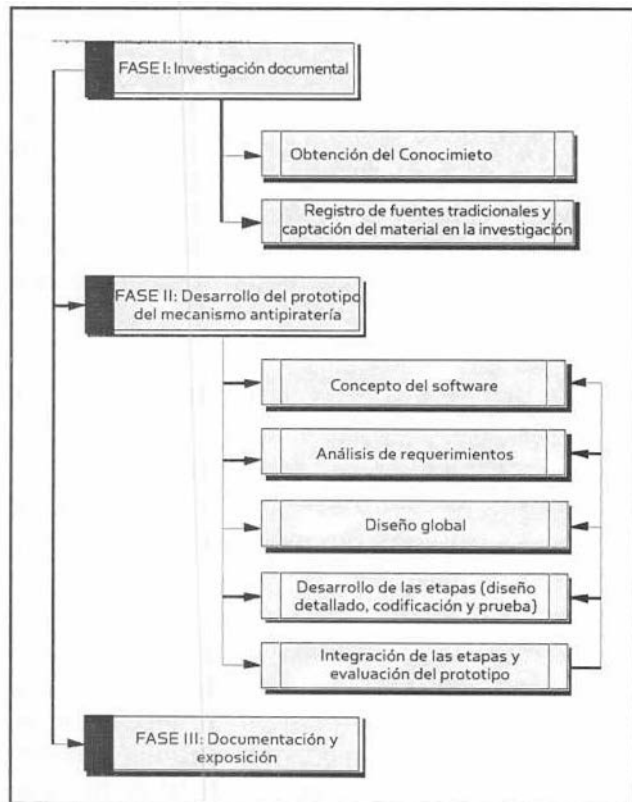 FASE I: Investigación documental
Obtención del Conocimieto
Registro de fuentes tradicionales y
captación del material en la investigación
FASE II: Desarrollo del prototipo
del mecanismo antipiratería
Concepto del software
Análisis de requerimientos
Diseño global
Desarrollo de las etapas (diseño
detallado, codificación y prueba)
Integración de las etapas y
evaluación del prototipo
FASE III: Documentación y
exposición